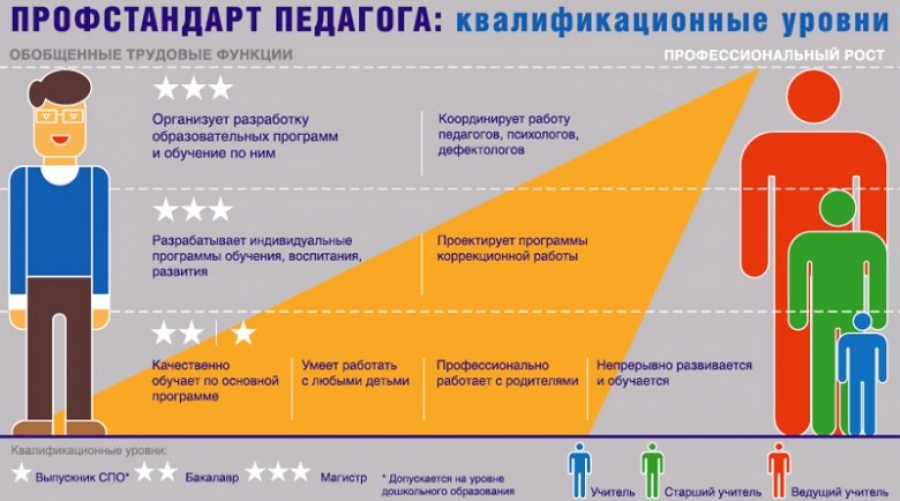 ПРОФСТАНДАРТ ПЕДАГОГА: квалификационные уровни
ОБОБЩЕННЫЕ ТРУДОВЫЕ ФУНКЦИИ
ПРОФЕССИОНАЛЬНЫЙ РОСТ
Организует разработку
образовательных программ
и обучение по ним
Координирует работу
педагогов, психологов,
дефектологов
Разрабатывает индивидуальные
программы обучения, воспитания,
развития
Проектирует программы
коррекционной работы
Качественно
обучает по основной
программе
Умеет работать
с любыми детьми
Профессионально
работает с родителями
Непрерывно развивается
и обучается
Квалификационные уровни:
Выпускник СПО*
Бакалавр
Магистр
* Допускается на уровне
дошкольного образования
Учитель
Старший учитель
Ведущий учитель